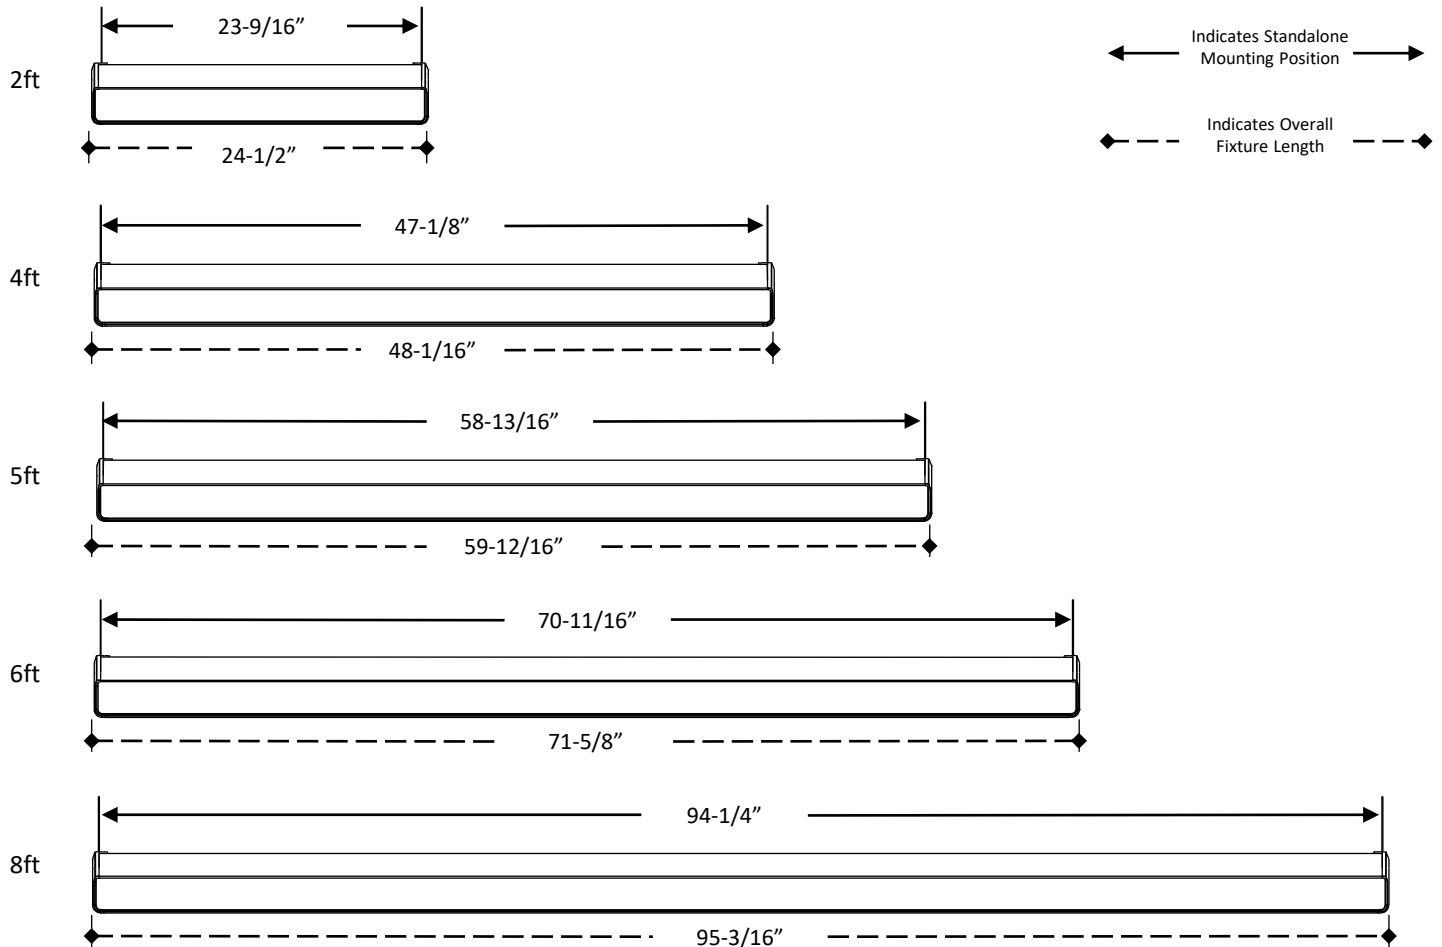 23-9/16”
Indicates Standalone
Mounting Position
2ft
24-1/2”
Indicates Overall
Fixture Length
47-1/8”
4ft
48-1/16”
58-13/16”
5ft
59-12/16”
70-11/16”
6ft
71-5/8”
94-1/4”
8ft
95-3/16”